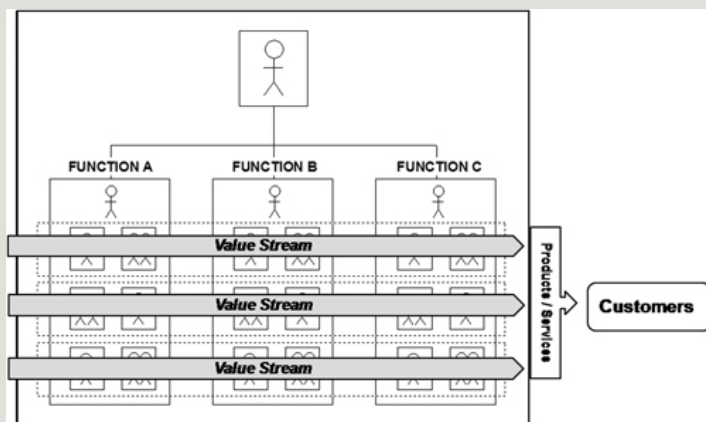 FUNCTION A
FUNCTION B
FUNCTION C
Value Stream
Value Stream
Value Stream
Products / Services
Customers